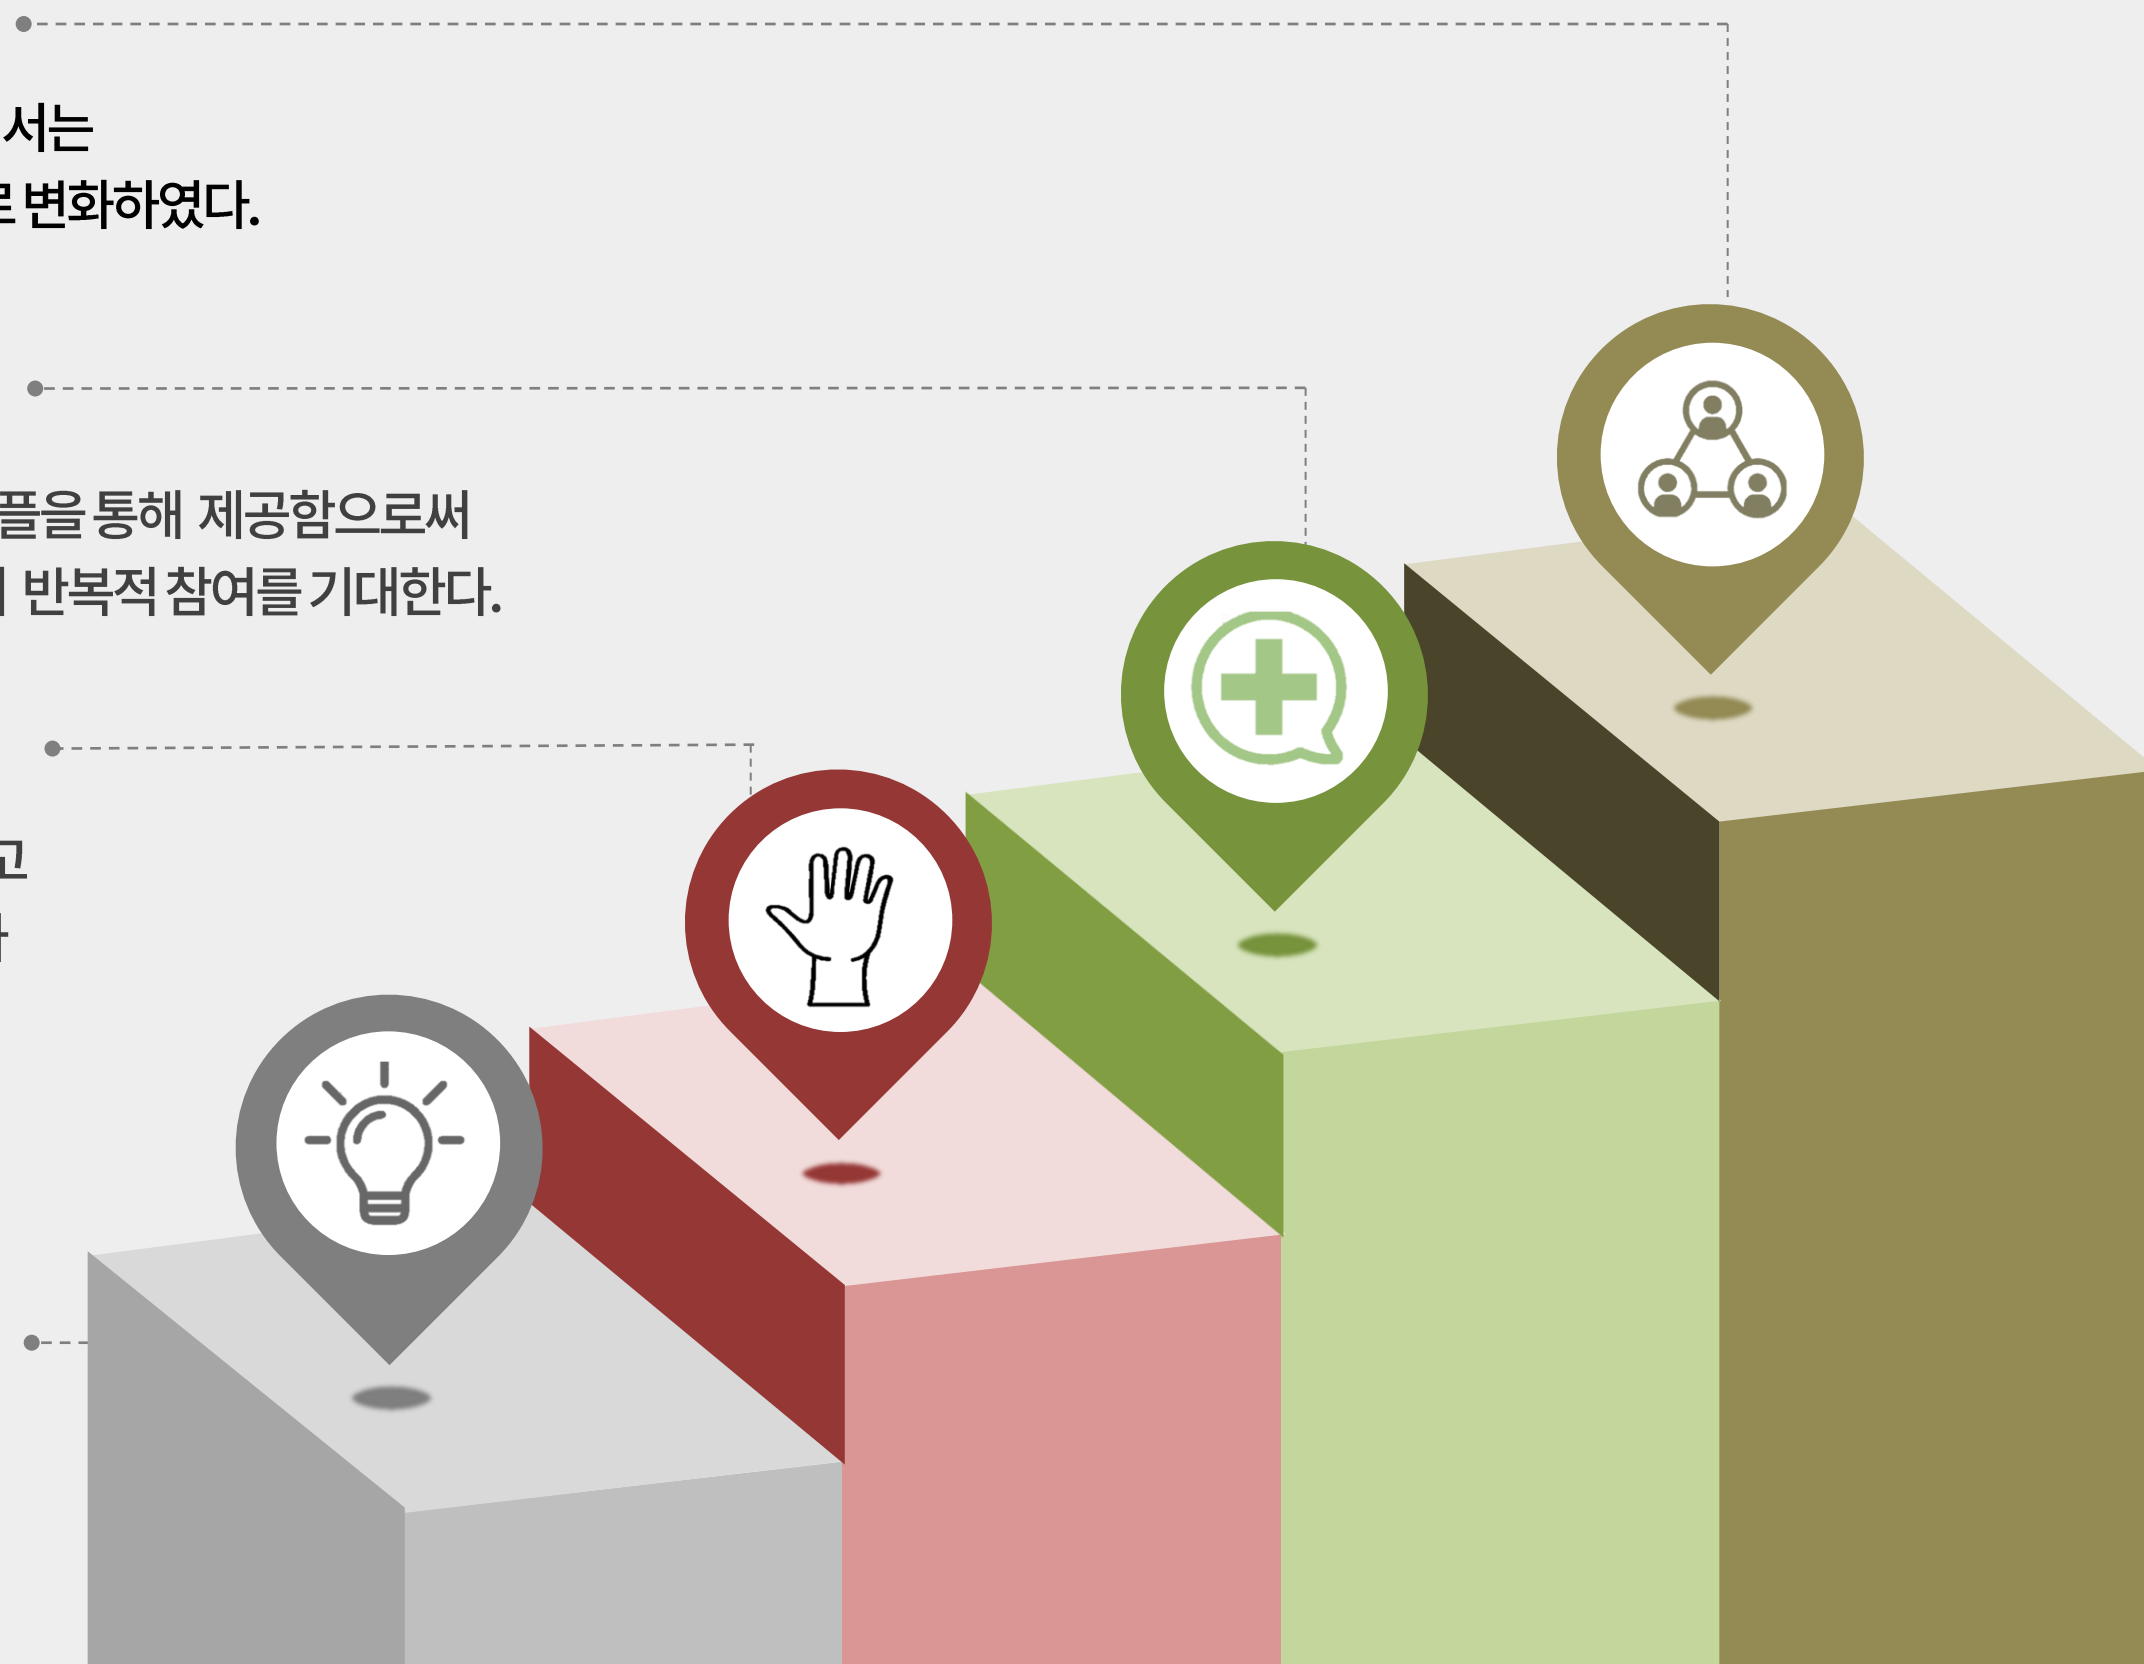 서는
로 변화하였다.
플을 통해 제공함으로써
반복적 참여를 기대한다.
고